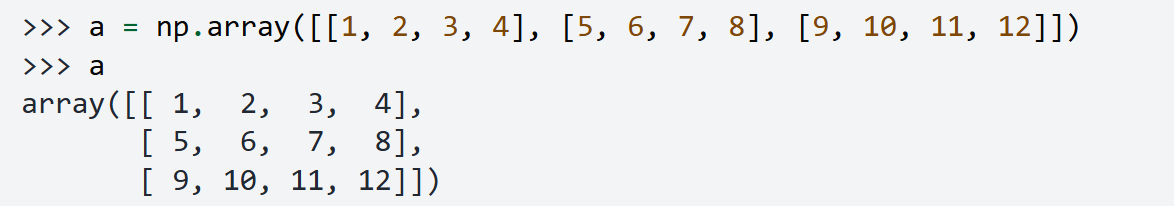 >>> a = np.array([[1, 2, 3, 4], [5, 6, 7, 8], [9, 10, 11, 12]])
>>> a
array([[ 1,  2,  3,  4],
       [ 5,  6,  7,  8],
       [ 9, 10, 11, 12]])